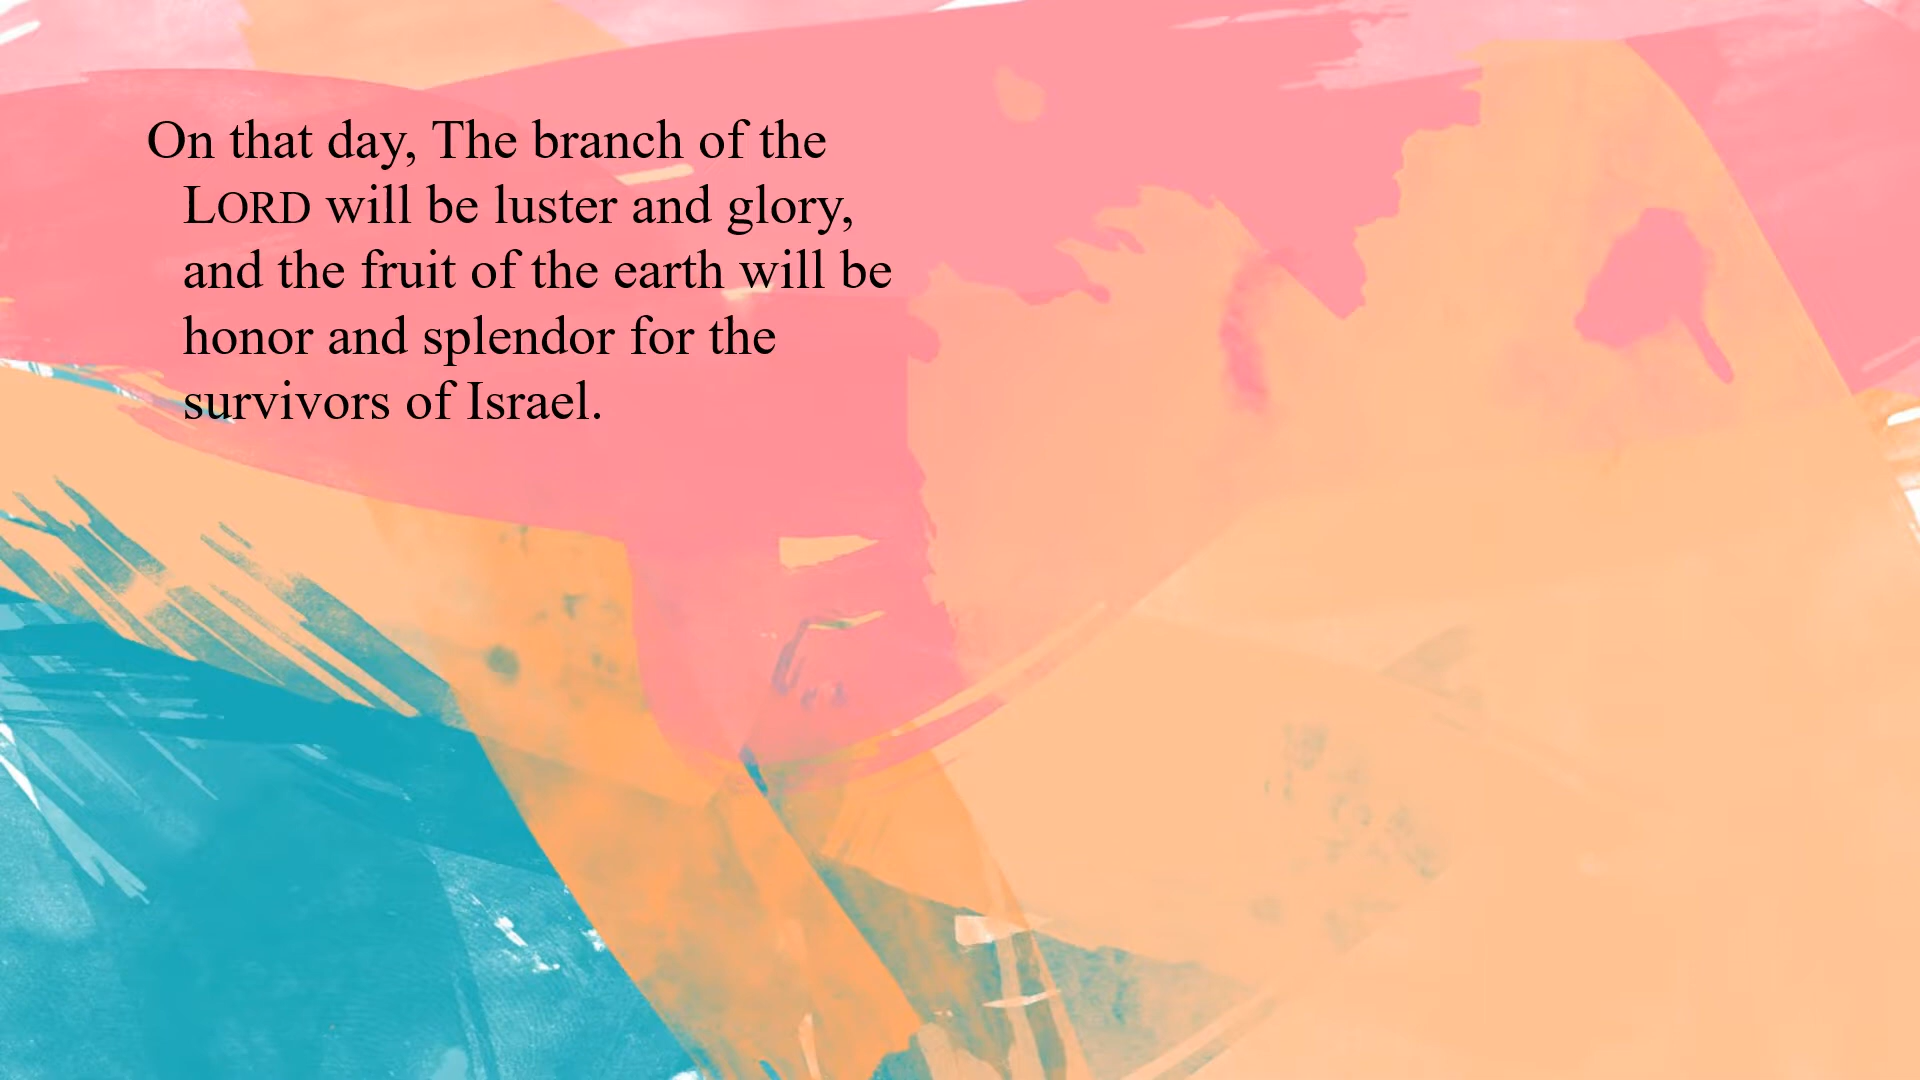 On that day, The branch of the
LORD will be luster and glory,
and the fruit of the earth will be
honor and splendor for the
survivors of Israel.